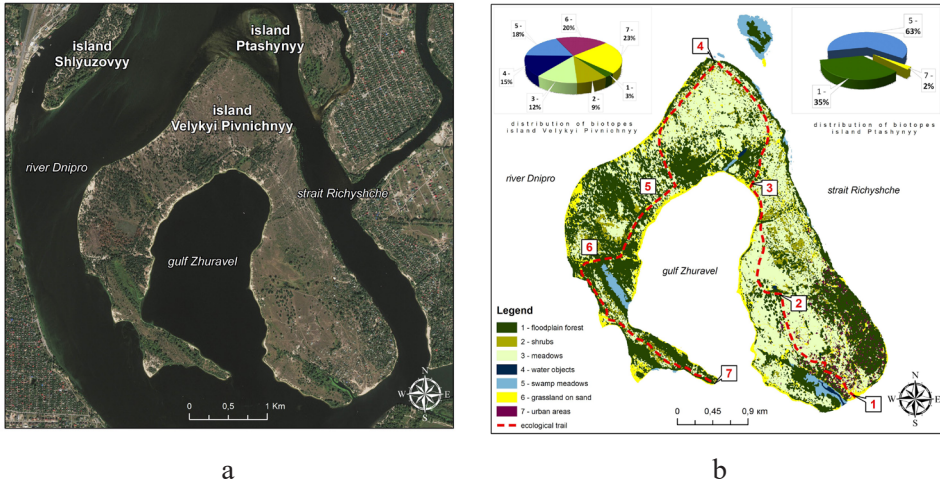 island
Shlyuzovyy
island
Ptashynyy
island
Velykyi Pivnichnyy
river Dnipro
strait Richyshche
gulf Zhuravel
N
W
E
S
0
0,5
1 Km
a
6 -
20%
7 -
23%
5 -
18%
4 -
15%
3 -
12%
2 -
9%
1 -
3%
distribution of biotopes
island Velykyi Pivnichnyy
5 -
63%
7 -
2%
1 -
35%
distribution of biotopes
island Ptashynyy
4
river Dnipro
strait Richyshche
5
3
6
gulf Zhuravel
2
7
1
Legend
1 - floodplain forest
2 - shrubs
3 - meadows
4 - water objects
5 - swamp meadows
6 - grassland on sand
7 - urban areas
ecological trail
0
0,45
0,9 км
N
W
E
S
b